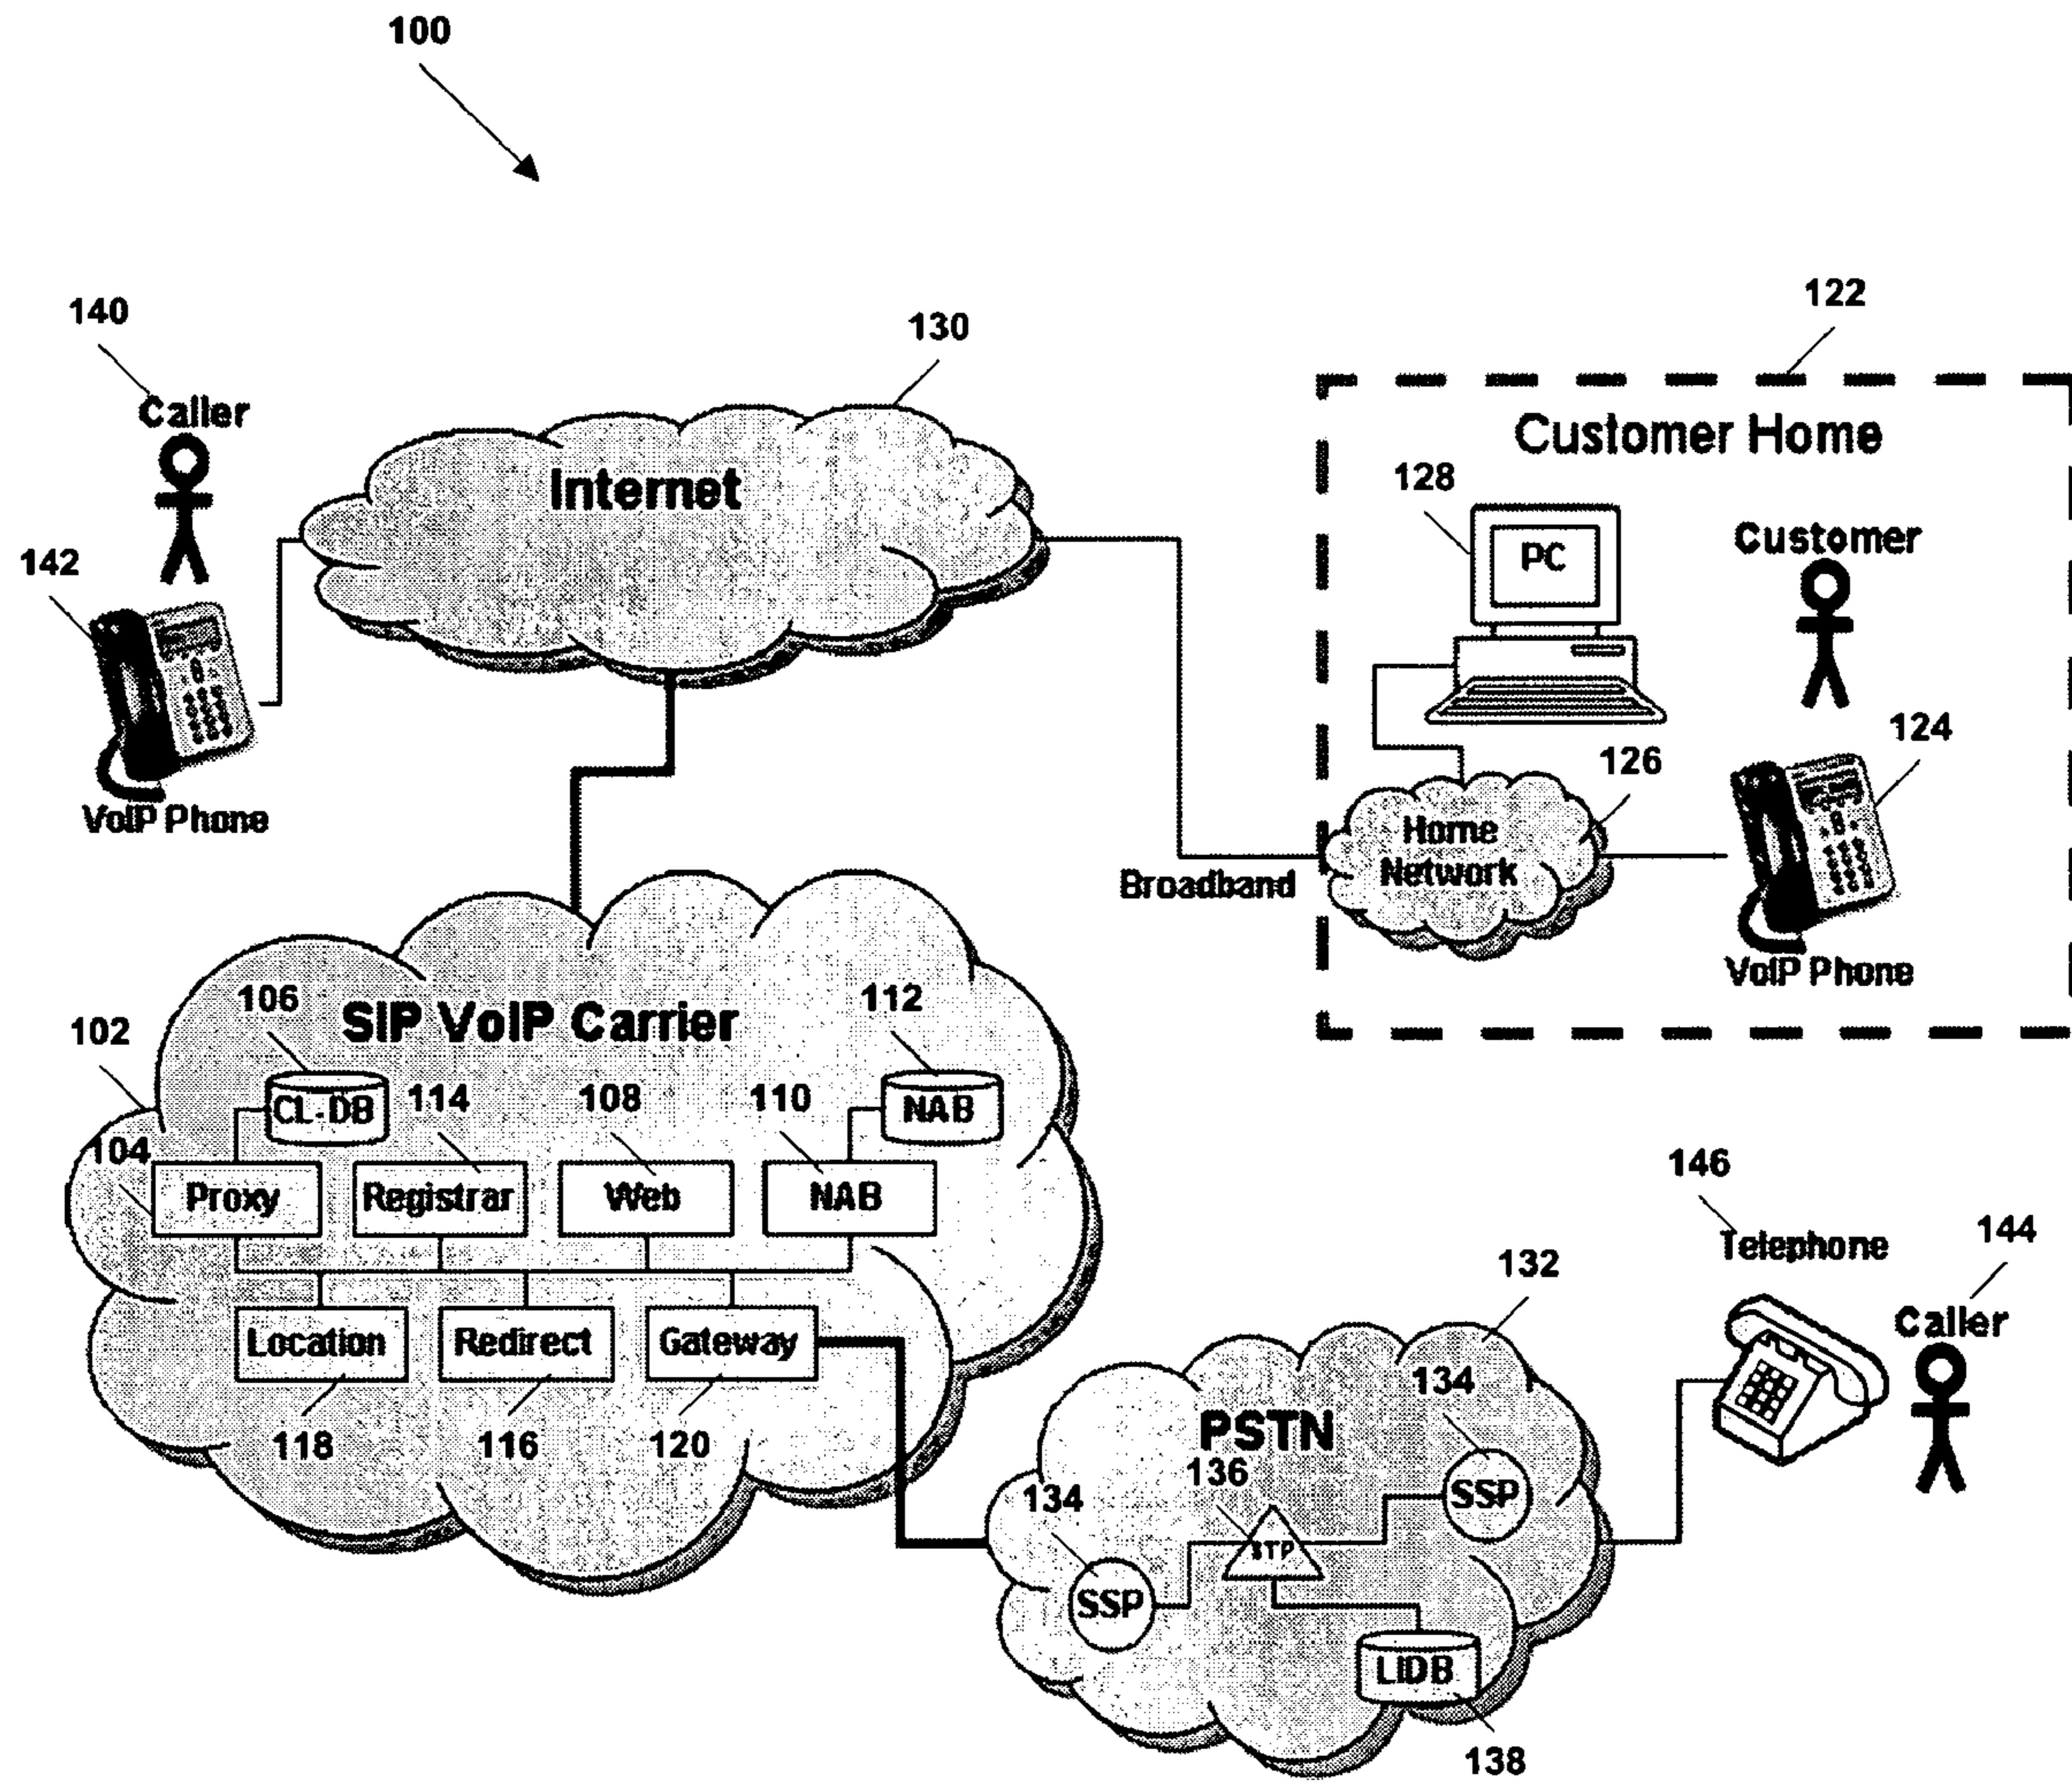 100
140
130
122
Caller
Customer Home
Internet
128
PC
Customer
142
124
126
VoIP Phone
Home
Network
Broadband
VoIP Phone
106
112
SIP VoIP Carrier
102
CL-DB
114
108
110
NAB
104
Proxy
Registrar
Web
NAB
146
144
Telephone
132
Location
Redirect
Gateway
Caller
134
118
116
120
PSTN
136
134
SSP
STP
SSP
LIDB
138